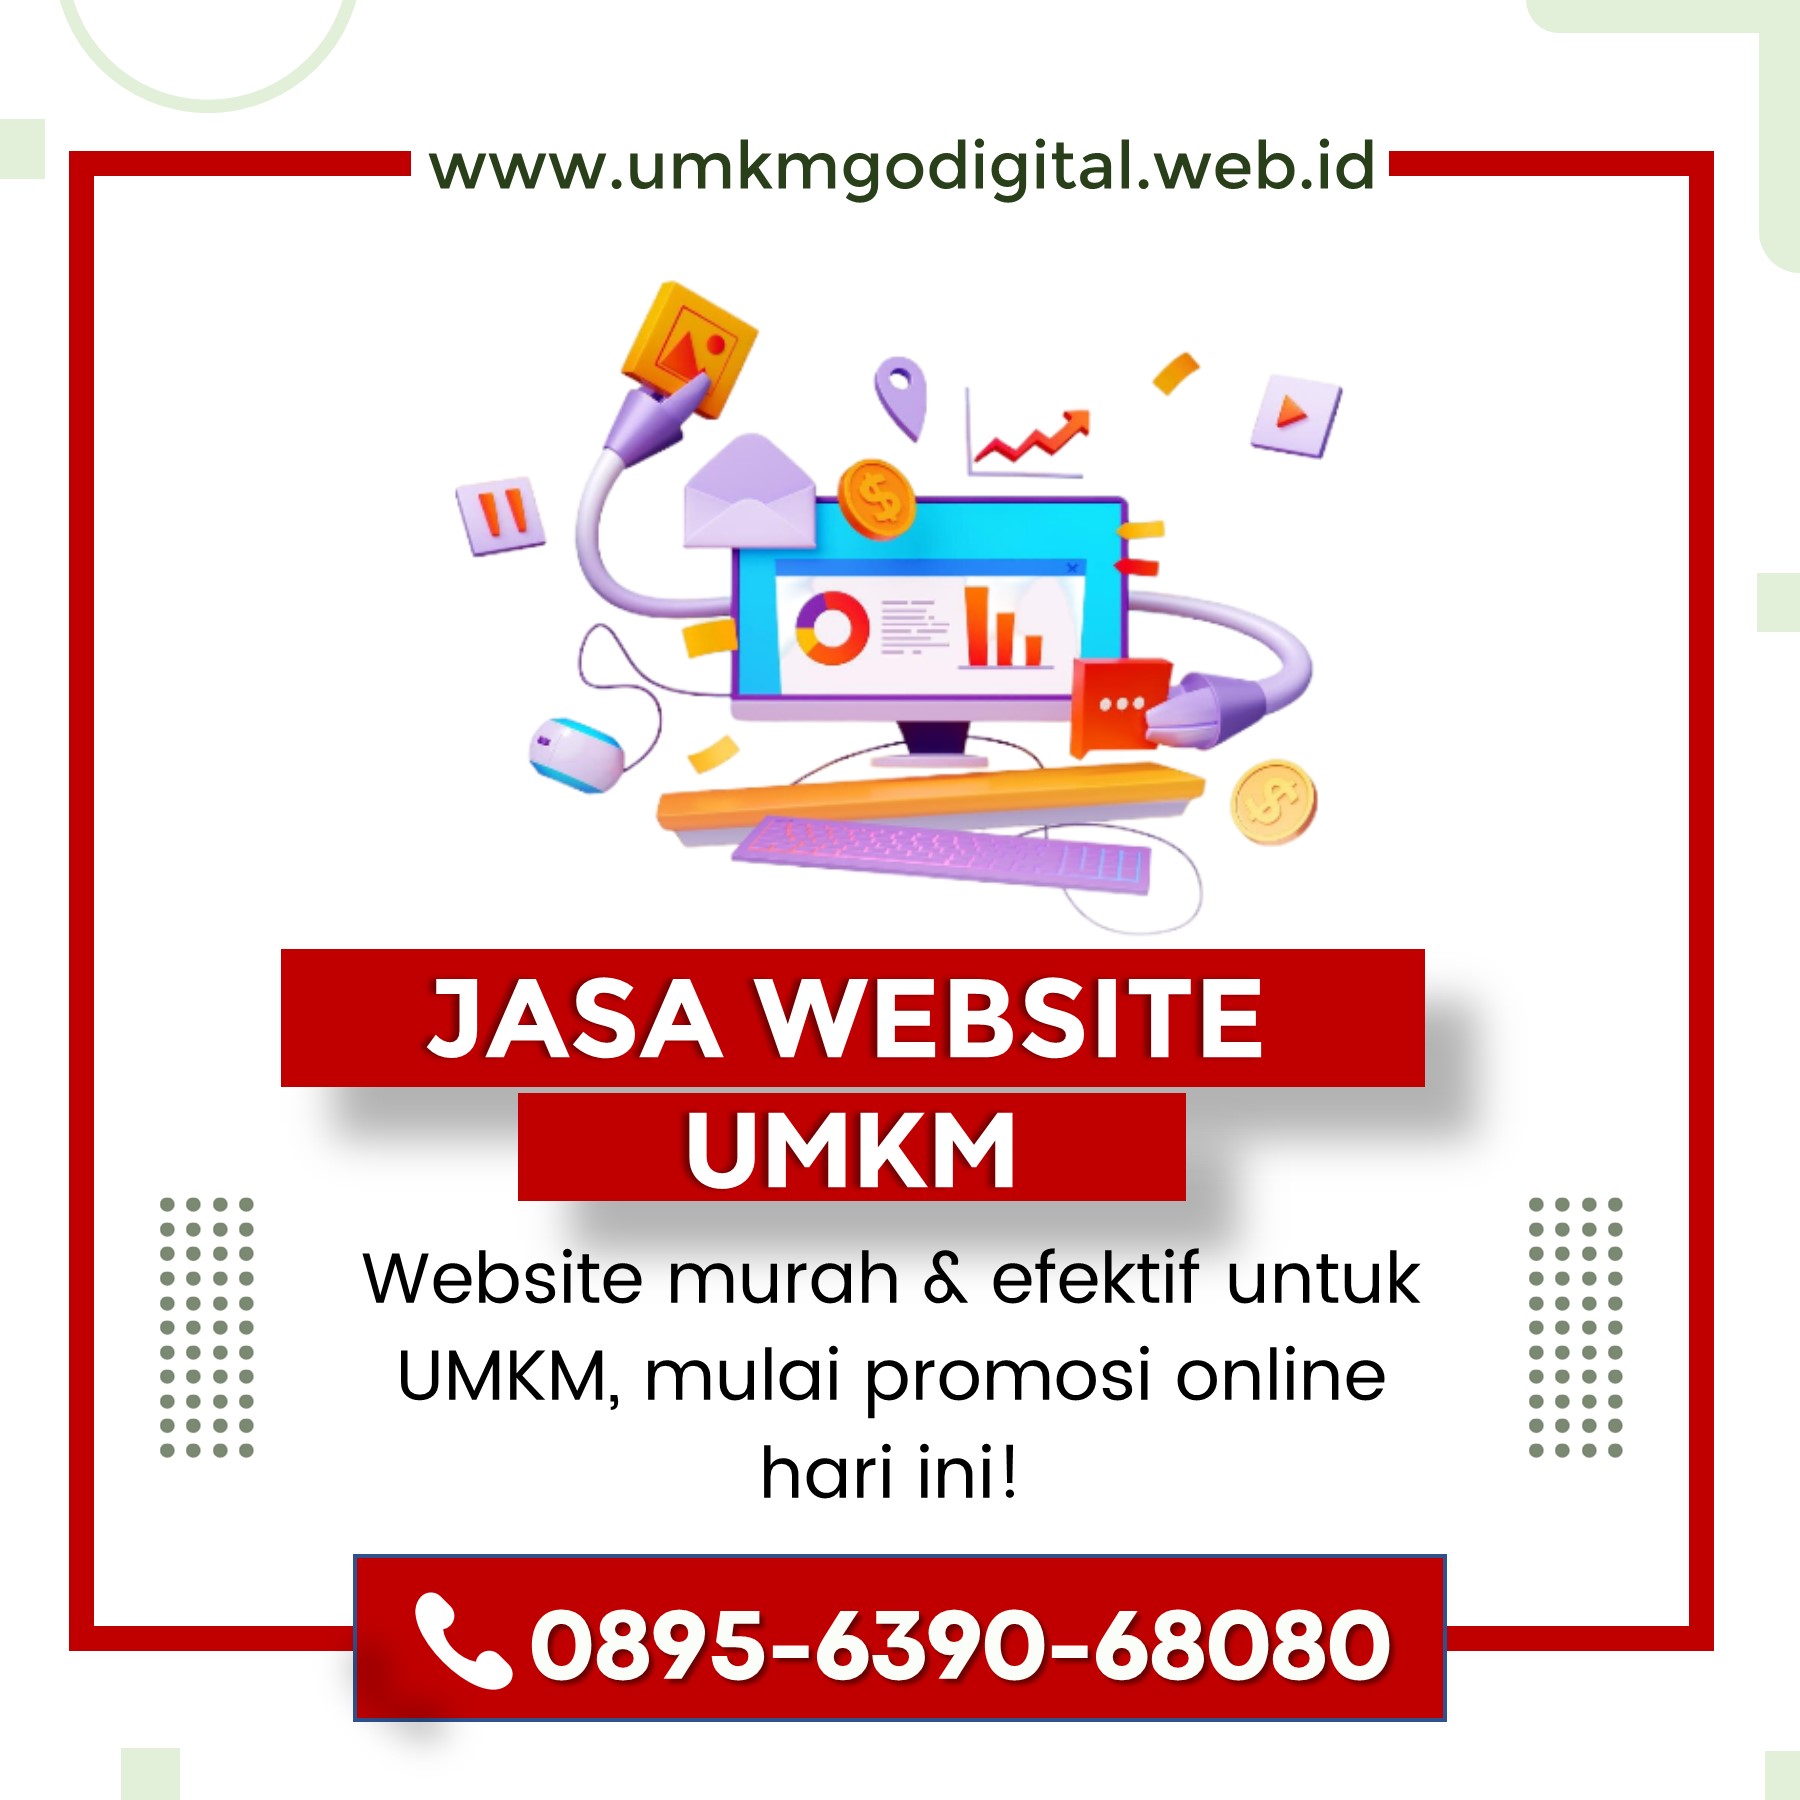 www.umkmgodigital.web.id
JASA WEBSITE
UMKM
Website murah & efektif untuk
UMKM, mulai promosi online
hari ini!
0895-6390-68080